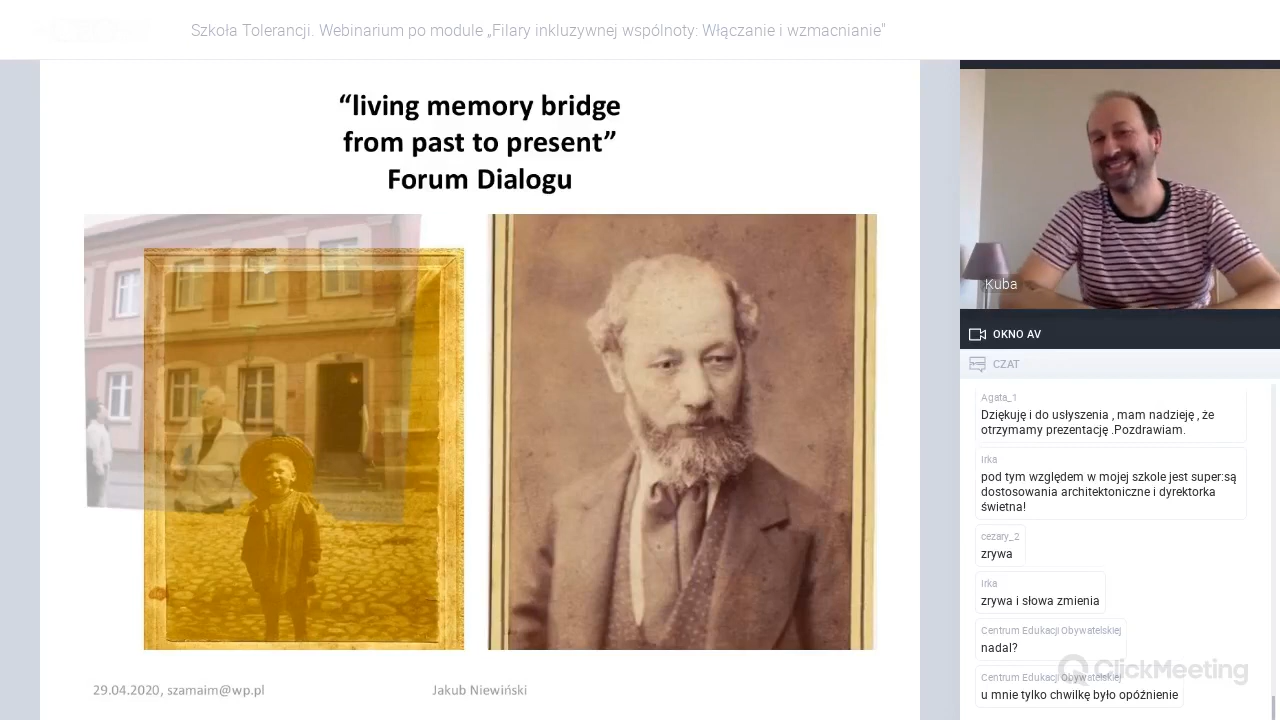 Szkoła Tolerancji. Webinarium po module „Filary inkluzywnej wspólnoty: Włączanie i wzmacnianie"
“living memory bridge
from past to present”
Forum Dialogu
29.04.2020, szamaim@wp.pl
Jakub Niewiński
Kuba
OKNO AV
CZAT
Agata_1
Dziękuję i do usłyszenia , mam nadzieję , że
otrzymamy prezentację .Pozdrawiam.
Irka
pod tym względem w mojej szkole jest super:są
dostosowania architektoniczne i dyrektorka
świetna!
cezary_2
zrywa
Irka
zrywa i słowa zmienia
Centrum Edukacji Obywatelskiej
nadal?
Centrum Edukacji Obywatelskiej
u mnie tylko chwilkę było opóźnienie
ClickMeeting